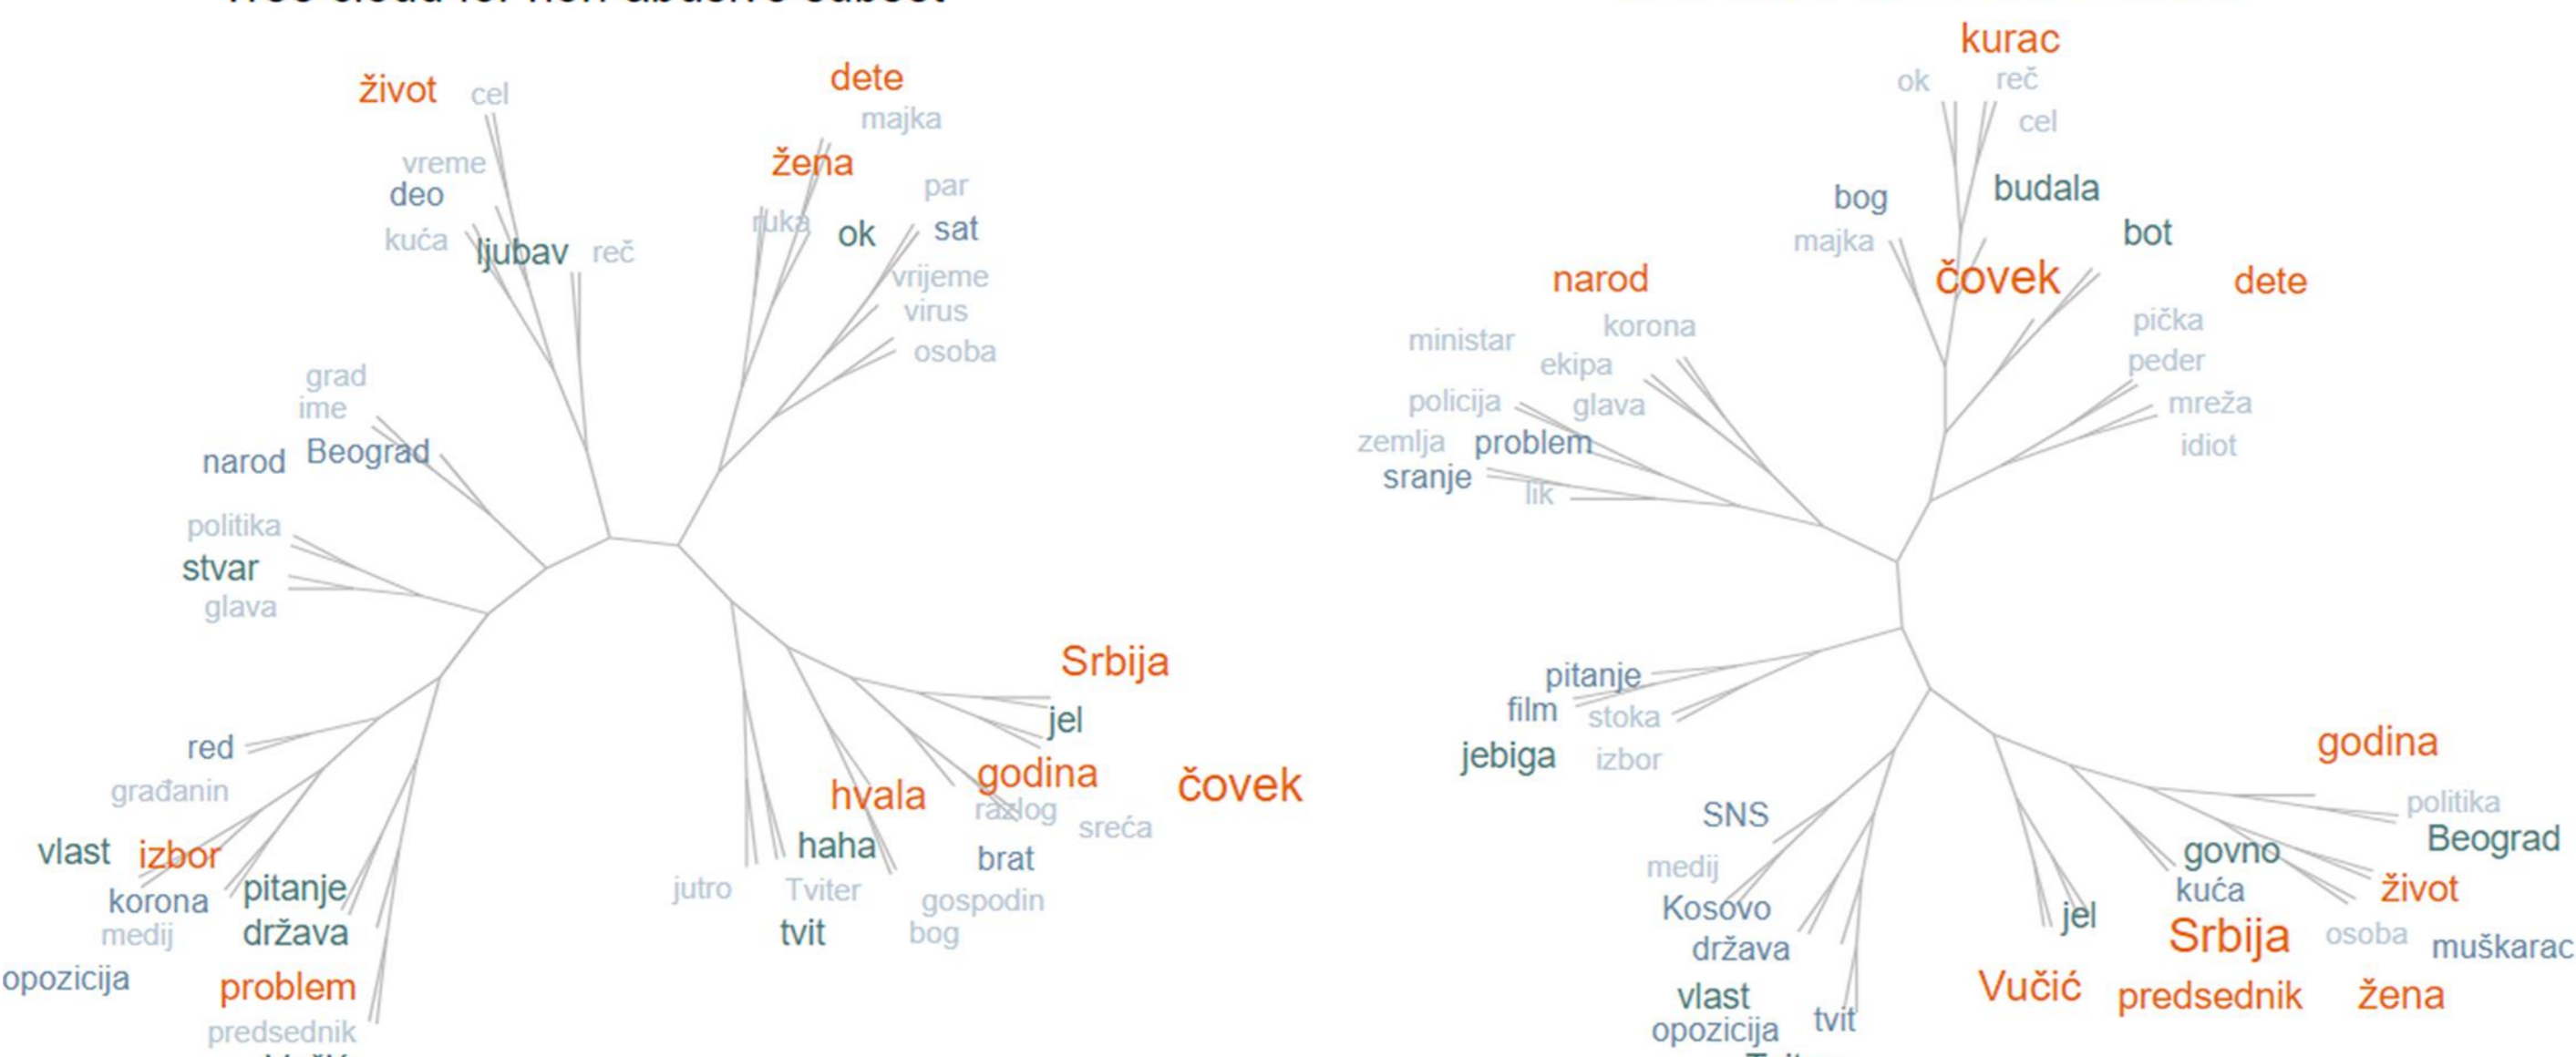 Tree cloud for non-abusive subset
život
cel
dete
majka
vreme
žena
deo
par
ruka
ok
sat
kuća
ljubav
reč
vrijeme
virus
osoba
grad
ime
narod
Beograd
politika
stvar
glava
red
građanin
vlast
izbor
korona
pitanje
medij
država
opozicija
problem
predsednik
Srbija
jel
godina
čovek
hvala
razlog
sreća
haha
brat
jutro
Tviter
gospodin
tvit
bog
kurac
ok
reč
cel
budala
bog
bot
majka
čovek
dete
narod
korona
pička
ministar
ekipa
peder
policija
glava
mreža
zemlja
problem
idiot
sranje
lik
pitanje
film
stoka
jebiga
izbor
godina
SNS
politika
Beograd
medij
govno
život
kuća
Kosovo
jel
Srbija
osoba
muškarac
država
Vučić
predsednik
žena
vlast
opozicija
tvit